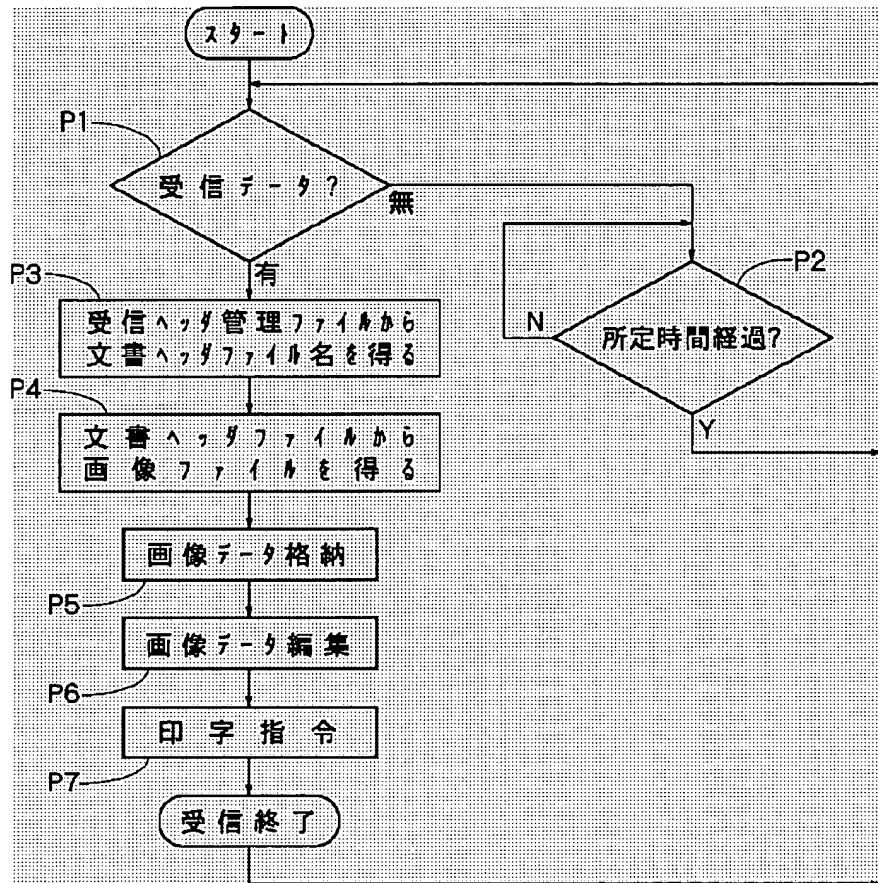 スタート
P1
受信データ?
無
有
P2
所定時間経過?
N
Y
P3
受信ヘッダ管理ファイルから
文書ヘッダファイル名を得る
P4
文書ヘッダファイルから
画像ファイルを得る
画像データ格納
P5
画像データ編集
P6
印字指令
P7
受信終了